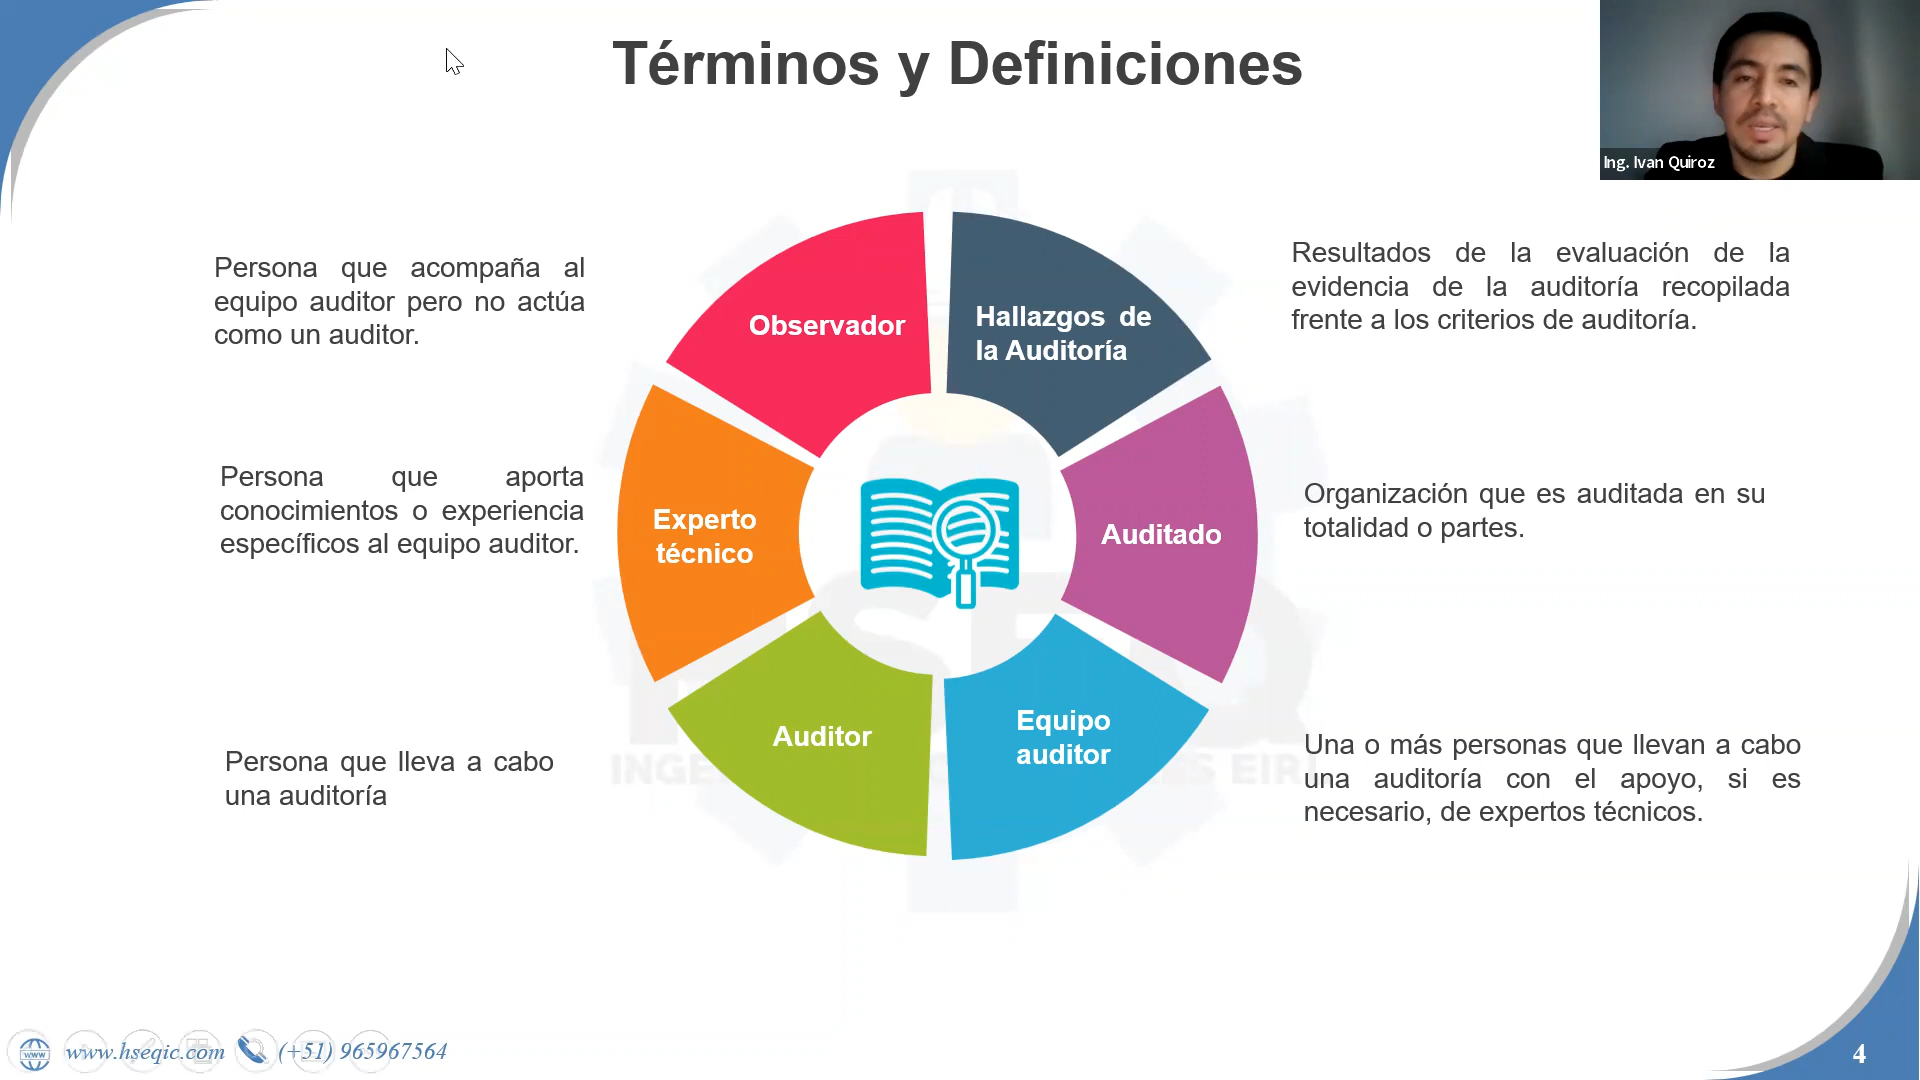 Términos y Definiciones
Ing. Ivan Quiroz
Persona que acompaña al
equipo auditor pero no actúa
como un auditor.
Observador
Hallazgos de
la Auditoría
Resultados de la evaluación de la
evidencia de la auditoría recopilada
frente a los criterios de auditoría.
Persona que aporta
conocimientos o experiencia
específicos al equipo auditor.
Experto
técnico
Auditado
Organización que es auditada en su
totalidad o partes.
Persona que lleva a cabo
una auditoría
Auditor
Equipo
auditor
Una o más personas que llevan a cabo
una auditoría con el apoyo, si es
necesario, de expertos técnicos.
www
www.hseqic.com
(+51) 965967564
4